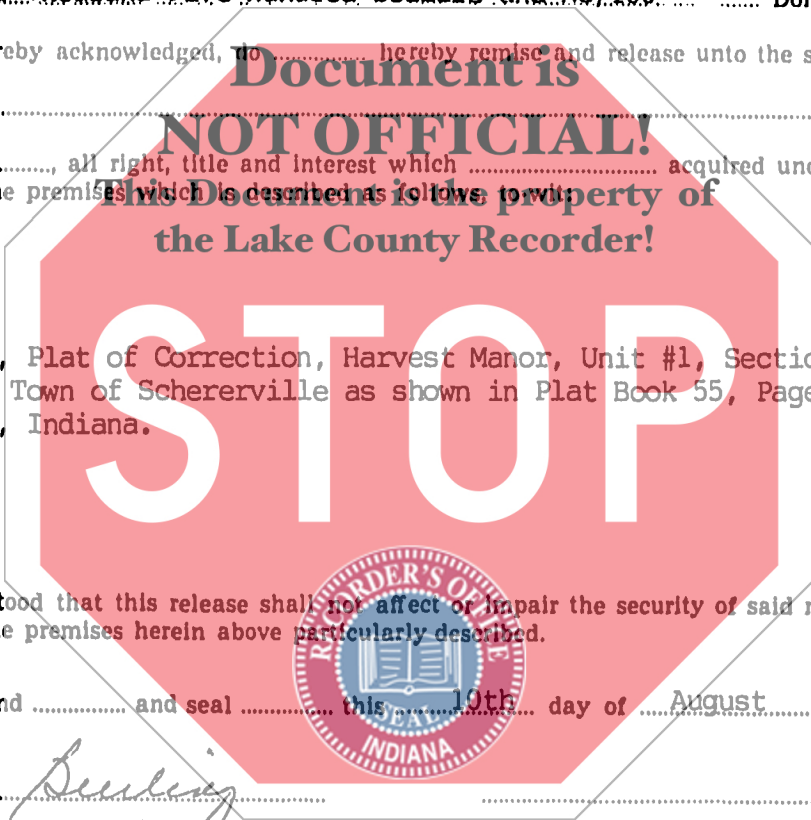 Dol
reby acknowledged, do ............... hereby remise and release unto the s
Document is
NOT OFFICIAL!
........, all right, title and interest which ................................ acquired und
e premises which is described as follows, to-wit:
This Document is the property of
the Lake County Recorder!
STOP
, Plat of Correction, Harvest Manor, Unit #1, Sectio
Town of Schererville as shown in Plat Book 55, Page
, Indiana.
tood that this release shall not affect or impair the security of said m
e premises herein above particularly described.
RECORDER'S OFFICE
SEAL
INDIANA
nd ............... and seal ............... this 10th day of August